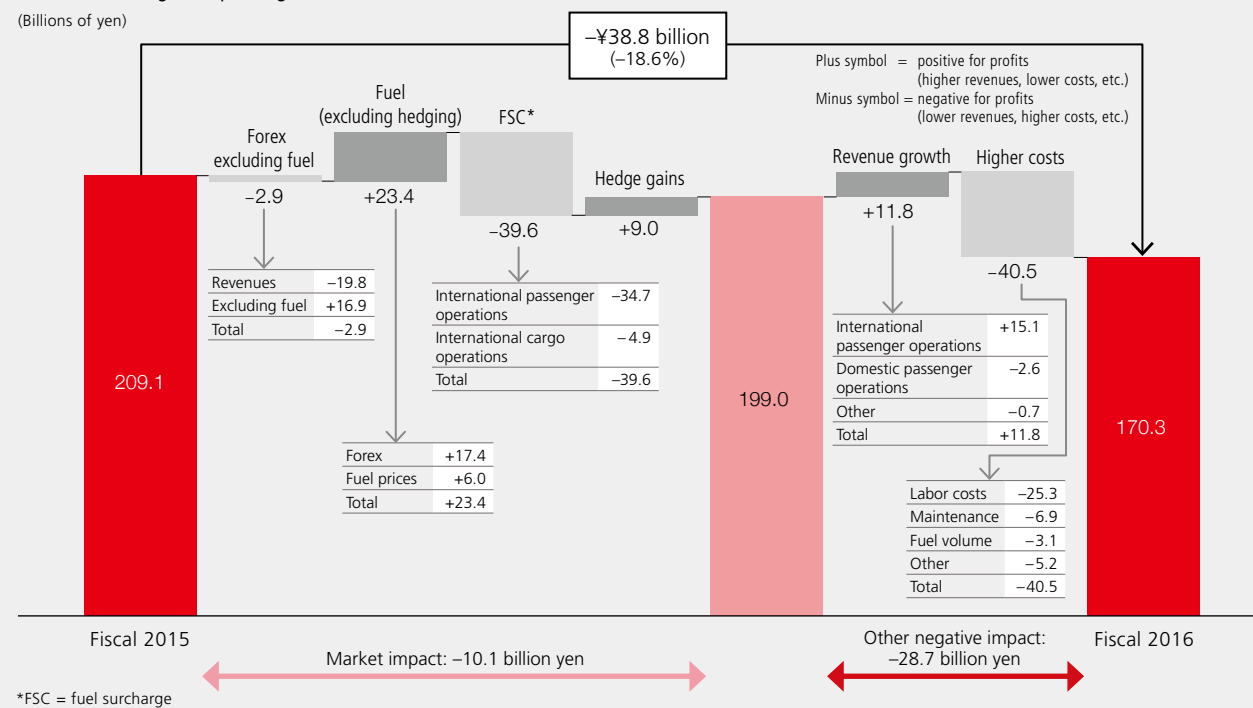 (Billions of yen)
–¥38.8 billion
(–18.6%)
Plus symbol = positive for profits
(higher revenues, lower costs, etc.)
Minus symbol = negative for profits
(lower revenues, higher costs, etc.)
Forex
excluding fuel
–2.9
Fuel
(excluding hedging)
+23.4
FSC*
–39.6
Hedge gains
+9.0
Revenue growth
+11.8
Higher costs
–40.5
Revenues –19.8
Excluding fuel +16.9
Total –2.9
Forex +17.4
Fuel prices +6.0
Total +23.4
International passenger –34.7
operations
International cargo –4.9
operations
Total –39.6
International +15.1
passenger operations
Domestic passenger –2.6
operations
Other –0.7
Total +11.8
Labor costs –25.3
Maintenance –6.9
Fuel volume –3.1
Other –5.2
Total –40.5
209.1
199.0
170.3
Fiscal 2015
Fiscal 2016
Market impact: –10.1 billion yen
Other negative impact:
–28.7 billion yen
*FSC = fuel surcharge